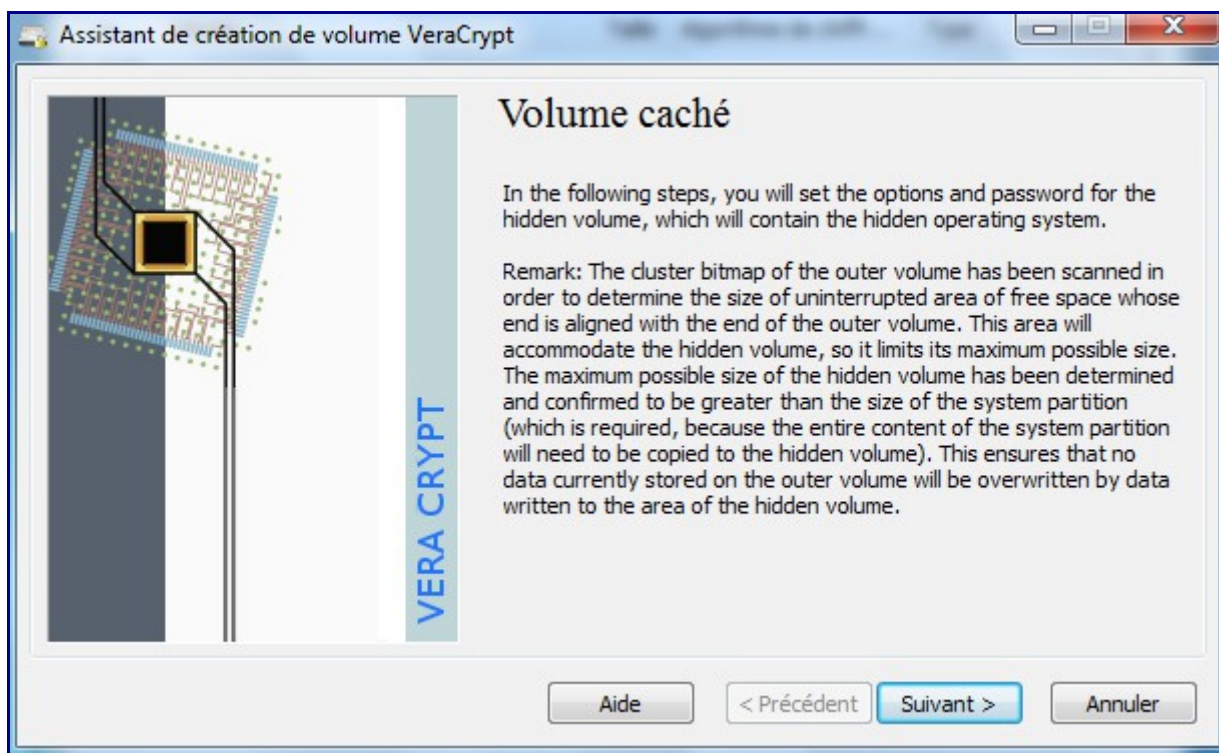 Assistant de création de volume VeraCrypt
Volume caché
In the following steps, you will set the options and password for the
hidden volume, which will contain the hidden operating system.
Remark: The cluster bitmap of the outer volume has been scanned in
order to determine the size of uninterrupted area of free space whose
end is aligned with the end of the outer volume. This area will
accommodate the hidden volume, so it limits its maximum possible size.
The maximum possible size of the hidden volume has been determined
and confirmed to be greater than the size of the system partition
(which is required, because the entire content of the system partition
will need to be copied to the hidden volume). This ensures that no
data currently stored on the outer volume will be overwritten by data
written to the area of the hidden volume.
VERA CRYPT
Aide
< Précédent
Suivant >
Annuler